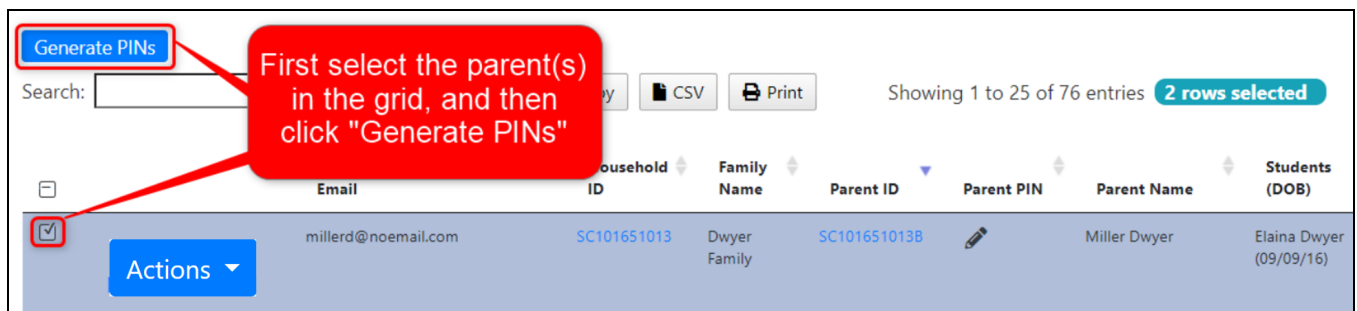 Generate PINs
First select the parent(s)
in the grid, and then
click "Generate PINs"
Search:
CSV
Print
Showing 1 to 25 of 76 entries 2 rows selected
Email
ousehold
ID
Family
Name
Parent ID
Parent PIN
Parent Name
Students
(DOB)
Actions
millerd@noemail.com
SC101651013
Dwyer
Family
SC101651013B
Miller Dwyer
Elaina Dwyer
(09/09/16)